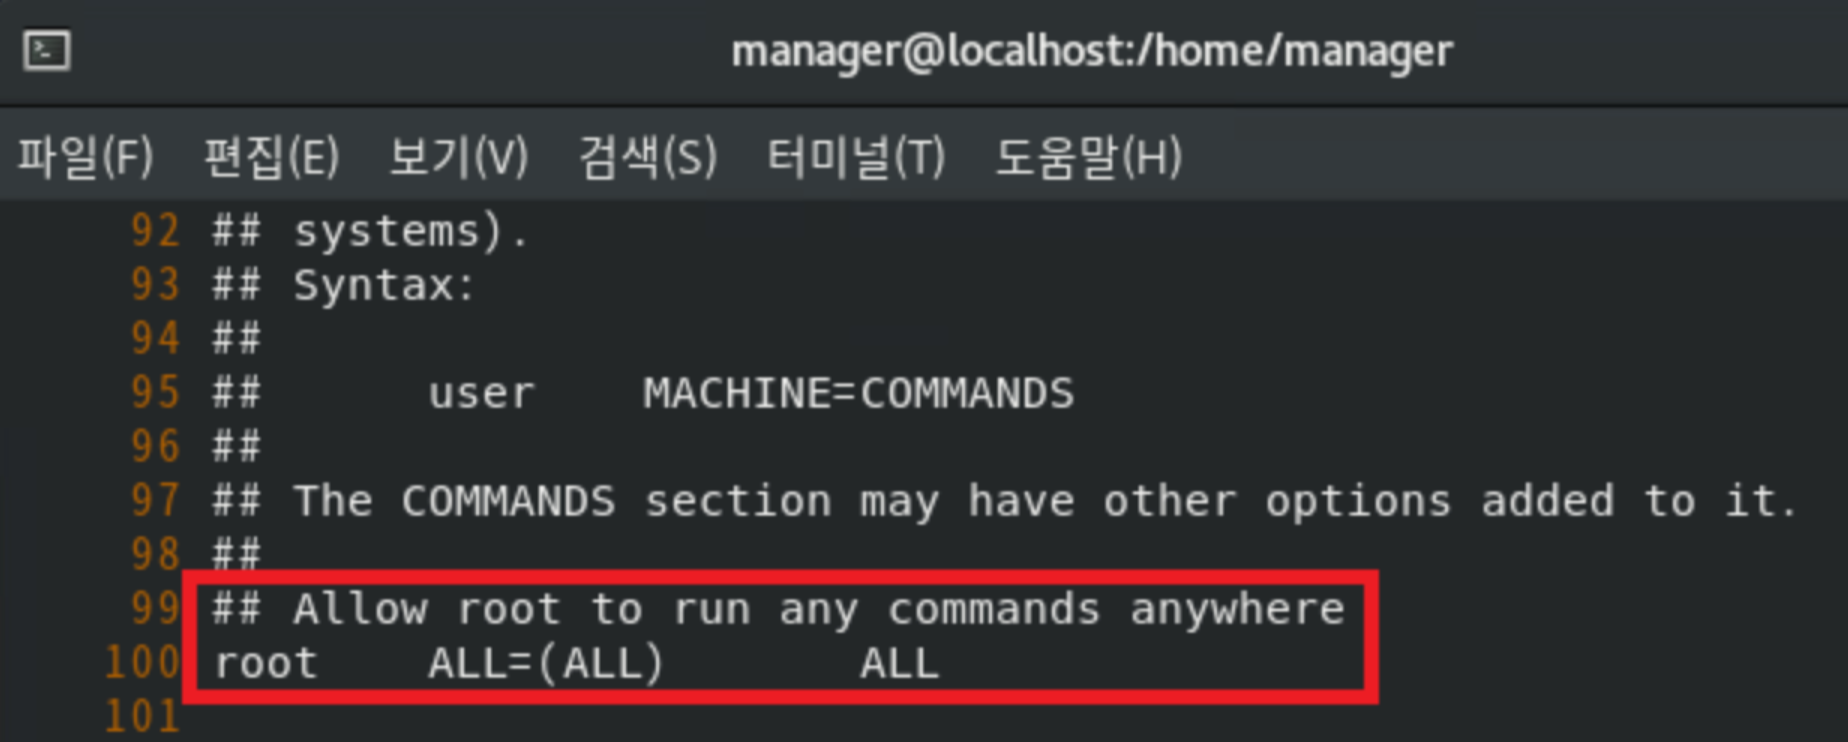 manager@localhost:/home/manager
파일(F) 편집(E) 보기(V) 검색(S) 터미널(T) 도움말(H)
92 ## systems).
93 ## Syntax:
94 ##
95 ## user MACHINE=COMMANDS
96 ##
97 ## The COMMANDS section may have other options added to it.
98 ##
99 ## Allow root to run any commands anywhere
100 root ALL=(ALL) ALL
101